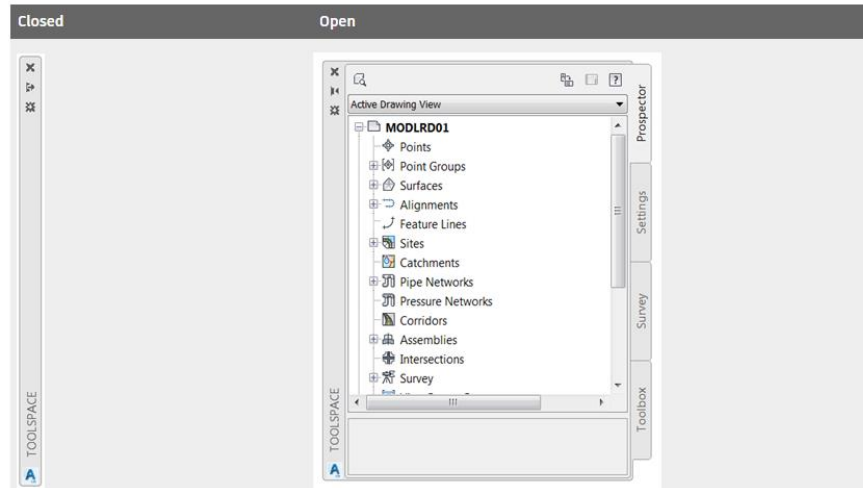 Closed
Open
TOOLSPACE
Active Drawing View
MODLRD01
Points
Point Groups
Surfaces
Alignments
Feature Lines
Sites
Catchments
Pipe Networks
Pressure Networks
Corridors
Assemblies
Intersections
Survey
TOOLSPACE
Prospector
Settings
Survey
Toolbox